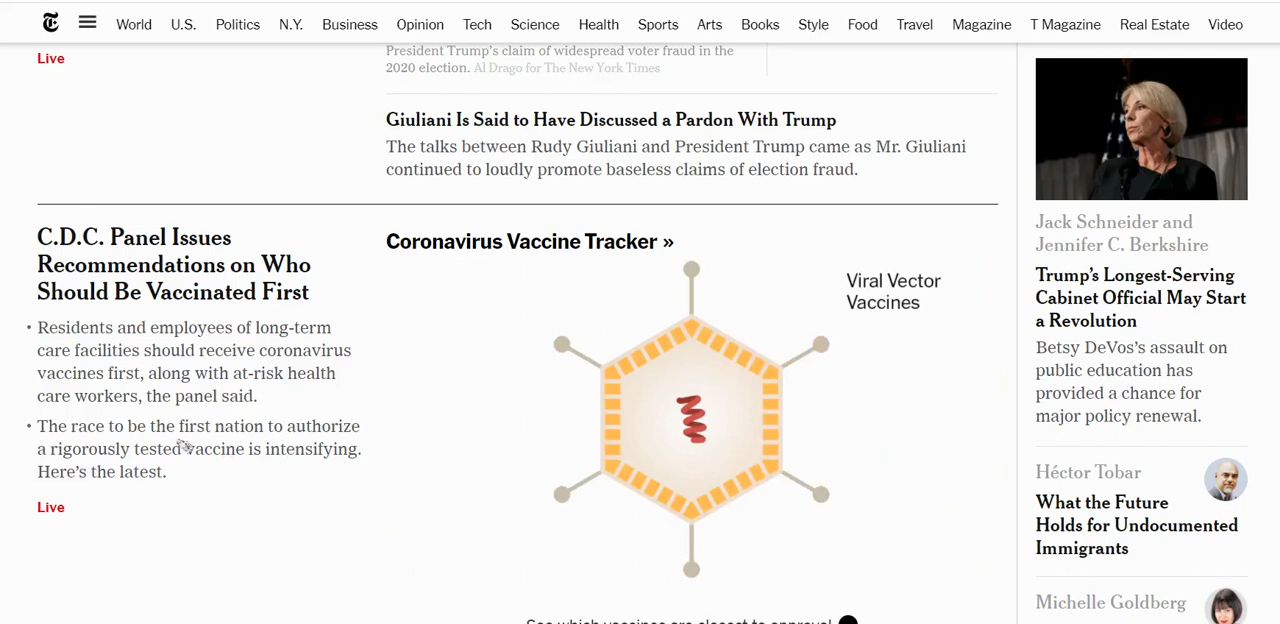 World U.S. Politics N.Y. Business Opinion Tech Science Health Sports Arts Books Style Food Travel Magazine T Magazine Real Estate Video
Live
President Trump's claim of widespread voter fraud in the
2020 election. Al Drago for The New York Times
Giuliani Is Said to Have Discussed a Pardon With Trump
The talks between Rudy Giuliani and President Trump came as Mr. Giuliani
continued to loudly promote baseless claims of election fraud.
C.D.C. Panel Issues
Recommendations on Who
Should Be Vaccinated First
• Residents and employees of long-term
care facilities should receive coronavirus
vaccines first, along with at-risk health
care workers, the panel said.
• The race to be the first nation to authorize
a rigorously tested vaccine is intensifying.
Here's the latest.
Live
Coronavirus Vaccine Tracker »
Viral Vector
Vaccines
See which vaccines are closest to approval
Jack Schneider and
Jennifer C. Berkshire
Trump's Longest-Serving
Cabinet Official May Start
a Revolution
Betsy DeVos's assault on
public education has
provided a chance for
major policy renewal.
Héctor Tobar
What the Future
Holds for Undocumented
Immigrants
Michelle Goldberg